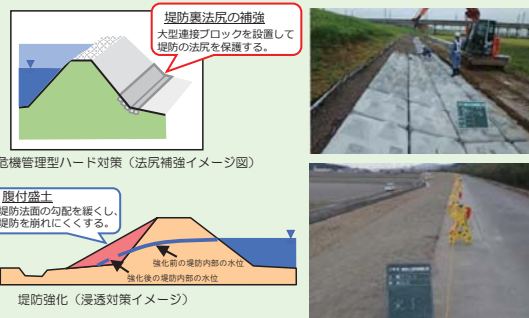 堤防裏法尻の補強
大型連接ブロックを設置して
堤防の法尻を保護する。
危機管理型ハード対策（法尻補強イメージ図）
腹付盛土
堤防法面の勾配を緩くし、
堤防を崩れにくくする。
強化前の堤防内部の水位
強化後の堤防内部の水位
堤防強化（浸透対策イメージ）